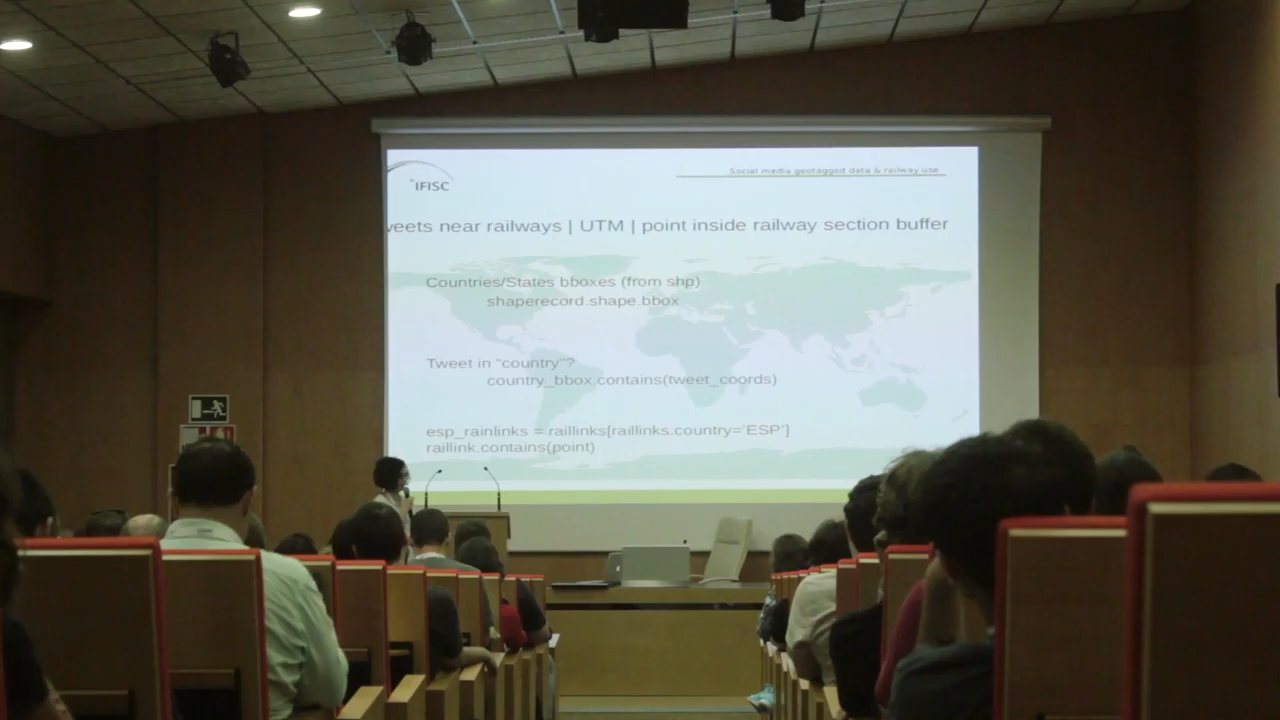 IFISC
Social media geotagged data & railway use
weets near railways | UTM | point inside railway section buffer
Countries/States bboxes (from shp)
shaperecord.shape.bbox
Tweet in "country"?
country_bbox.contains(tweet_coords)
esp_rainlinks = raillinks[raillinks.country='ESP']
raillink.contains(point)